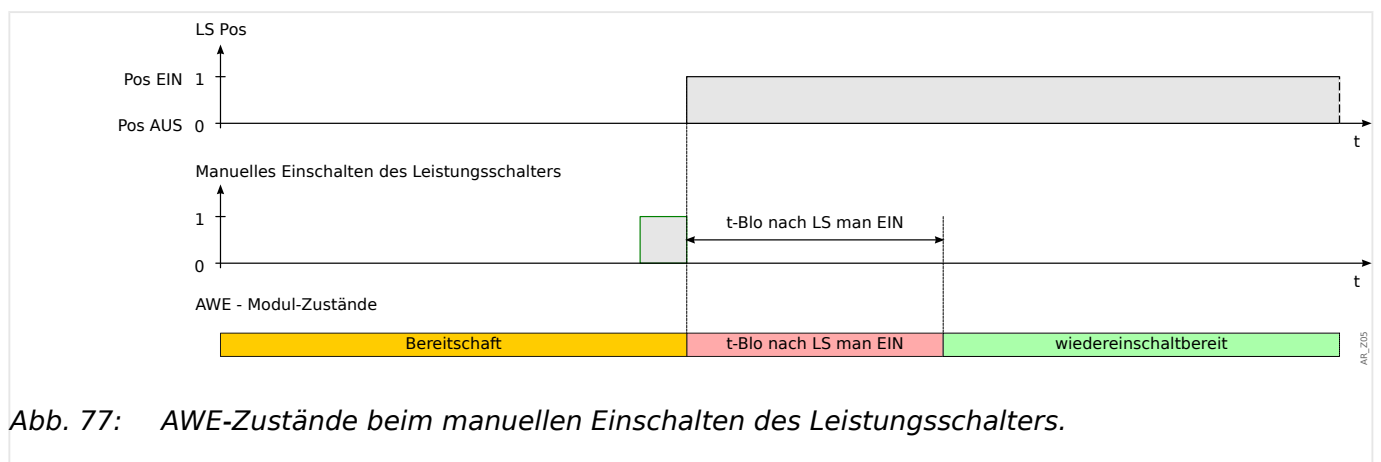 LS Pos
Pos EIN 1
Pos AUS 0
t
Manuelles Einschalten des Leistungsschalters
1
t-Blo nach LS man EIN
0
t
AWE - Modul-Zustände
Bereitschaft
t-Blo nach LS man EIN
wiedereinschaltbereit
AR_Z05
Abb. 77: AWE-Zustände beim manuellen Einschalten des Leistungsschalters.